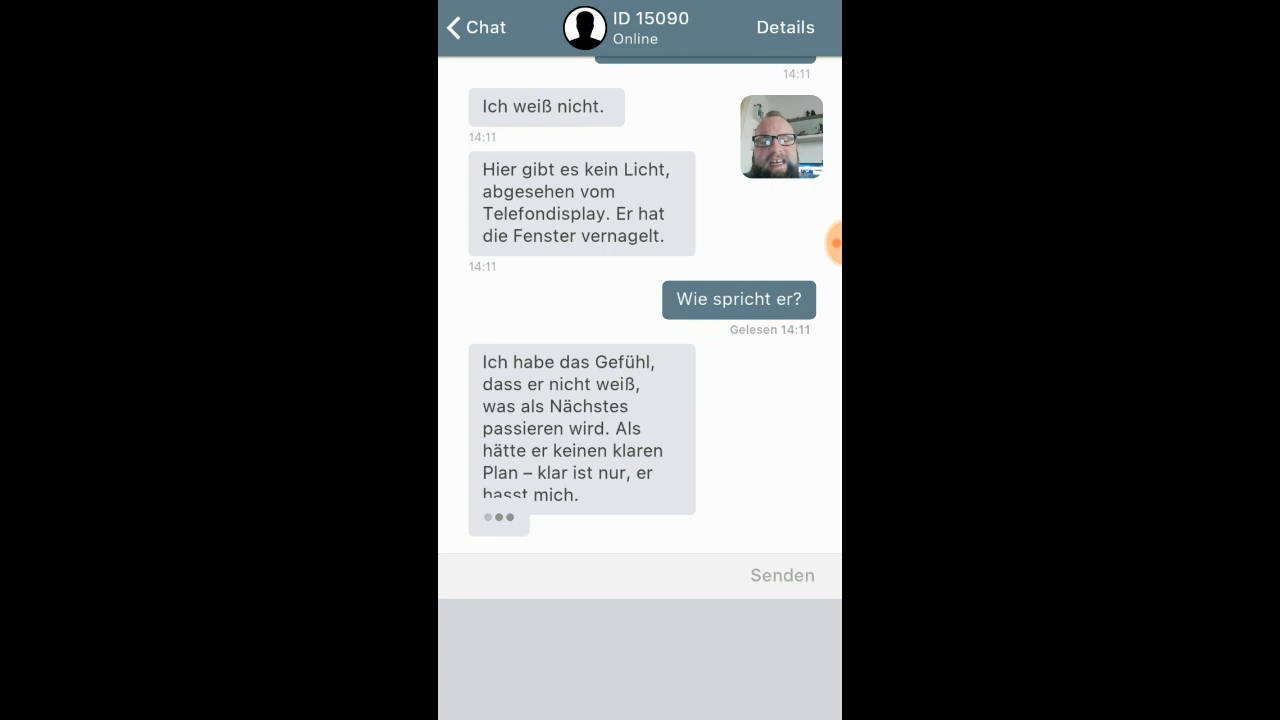 Chat
ID 15090
Online
Details
14:11
Ich weiß nicht.
14:11
Hier gibt es kein Licht,
abgesehen vom
Telefondisplay. Er hat
die Fenster vernagelt.
14:11
Wie spricht er?
Gelesen 14:11
Ich habe das Gefühl,
dass er nicht weiß,
was als Nächstes
passieren wird. Als
hätte er keinen klaren
Plan – klar ist nur, er
hasst mich.
Senden